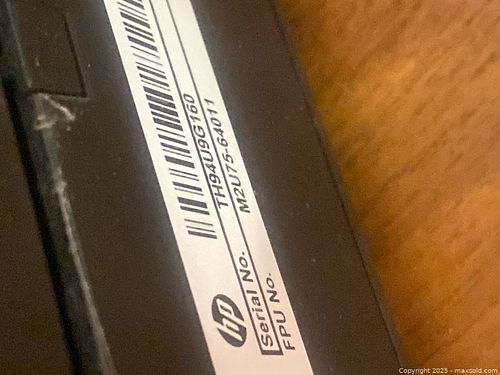 hp
Serial No. TH94U9G160
FPU No. M2U75-64011
Copyright 2025 - maxsold.com